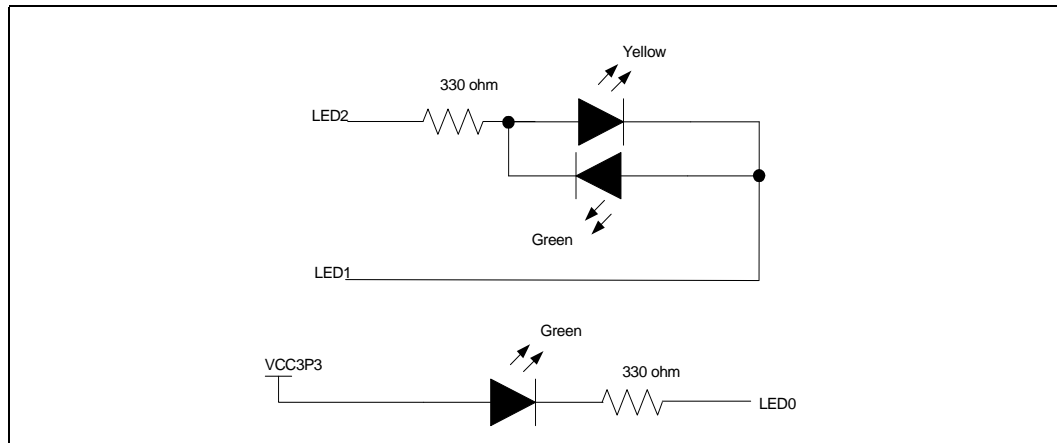 Yellow
330 ohm
LED2
Green
LED1
Green
VCC3P3
330 ohm
LED0